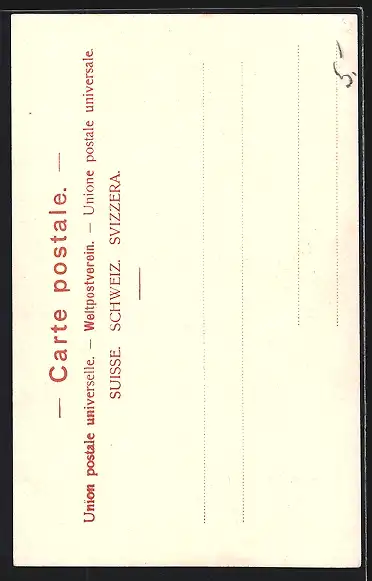 — Carte postale. —
Union postale universelle. — Weltpostverein. — Unione postale universale.
SUISSE. SCHWEIZ. SVIZZERA.
5,-